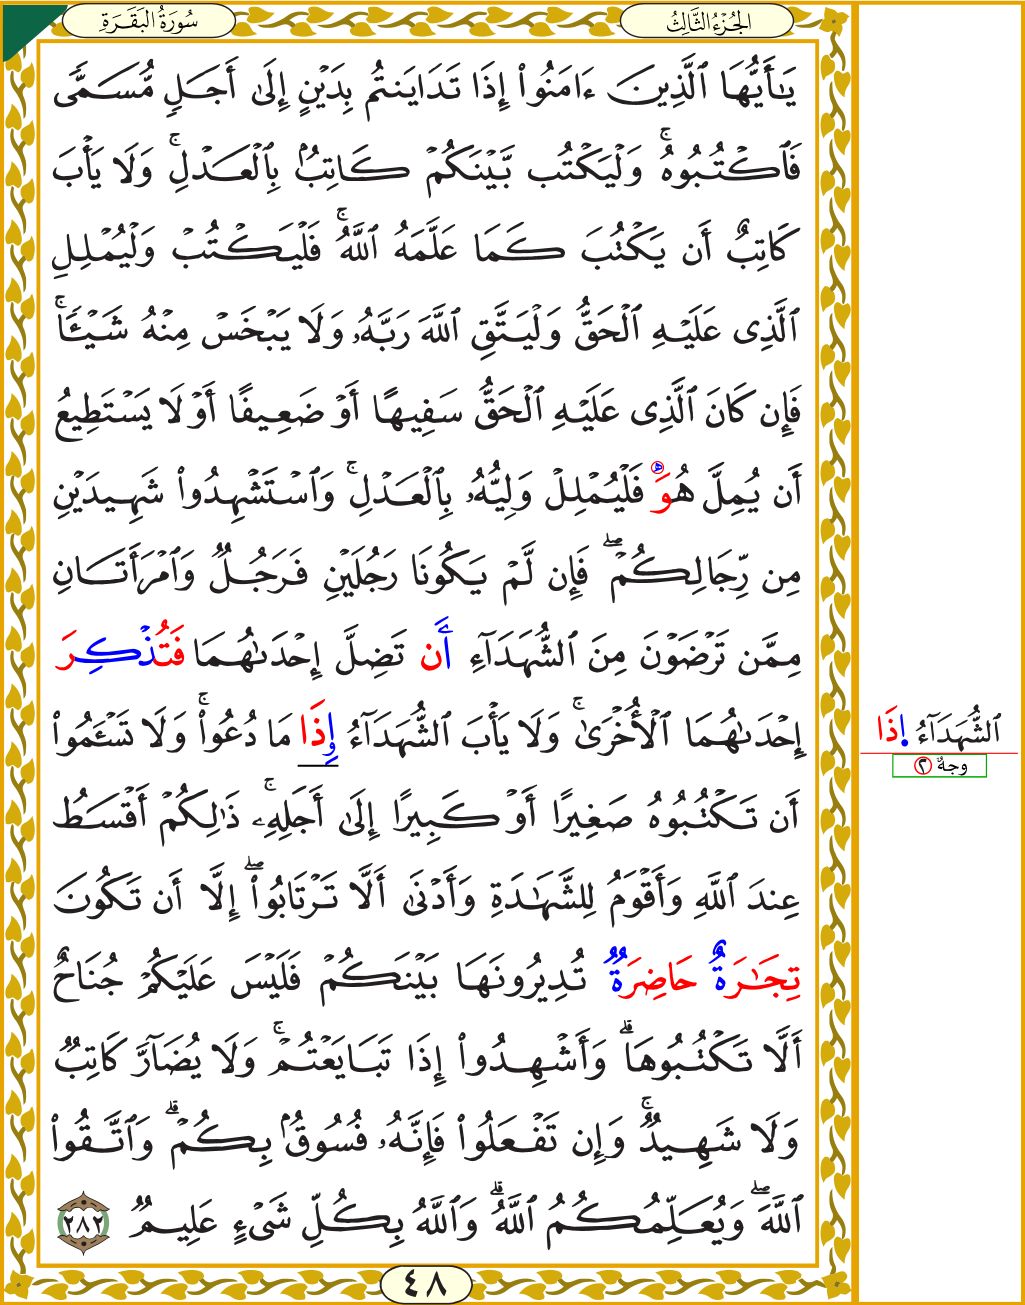 سُورَةُ الْبَقَرَةِ
الجُزْءُ الثَّالِثُ
يَـٰٓأَيُّهَا ٱلَّذِينَ ءَامَنُوٓا۟ إِذَا تَدَايَنتُم بِدَيْنٍ إِلَىٰٓ أَجَلٍ مُّسَمًّى
فَٱكْتُبُوهُ ۚ وَلْيَكْتُب بَّيْنَكُمْ كَاتِبٌۢ بِٱلْعَدْلِ ۚ وَلَا يَأْبَ
كَاتِبٌ أَن يَكْتُبَ كَمَا عَلَّمَهُ ٱللَّهُ ۚ فَلْيَكْتُبْ وَلْيُمْلِلِ
ٱلَّذِى عَلَيْهِ ٱلْحَقُّ وَلْيَتَّقِ ٱللَّهَ رَبَّهُۥ وَلَا يَبْخَسْ مِنْهُ شَيْـًٔا ۚ
فَإِن كَانَ ٱلَّذِى عَلَيْهِ ٱلْحَقُّ سَفِيهًا أَوْ ضَعِيفًا أَوْ لَا يَسْتَطِيعُ
أَن يُمِلَّ هُوَ فَلْيُمْلِلْ وَلِيُّهُۥ بِٱلْعَدْلِ ۚ وَٱسْتَشْهِدُوا۟ شَهِيدَيْنِ
مِن رِّجَالِكُمْ ۖ فَإِن لَّمْ يَكُونَا رَجُلَيْنِ فَرَجُلٌ وَٱمْرَأَتَانِ
مِمَّن تَرْضَوْنَ مِنَ ٱلشُّهَدَآءِ أَن تَضِلَّ إِحْدَىٰهُمَا فَتُذْكِرَ
إِحْدَىٰهُمَا ٱلْأُخْرَىٰ ۚ وَلَا يَأْبَ ٱلشُّهَدَآءُ وِ۬ذَا مَا دُعُوا۟ ۚ وَلَا تَسْـَٔمُوٓا۟
أَن تَكْتُبُوهُ صَغِيرًا أَوْ كَبِيرًا إِلَىٰٓ أَجَلِهِۦ ۚ ذَٰلِكُمْ أَقْسَطُ
عِندَ ٱللَّهِ وَأَقْوَمُ لِلشَّهَـٰدَةِ وَأَدْنَىٰٓ أَلَّا تَرْتَابُوٓا۟ ۖ إِلَّآ أَن تَكُونَ
تِجَـٰرَةٌ حَاضِرَةٌ تُدِيرُونَهَا بَيْنَكُمْ فَلَيْسَ عَلَيْكُمْ جُنَاحٌ
أَلَّا تَكْتُبُوهَا ۗ وَأَشْهِدُوٓا۟ إِذَا تَبَايَعْتُمْ ۚ وَلَا يُضَآرَّ كَاتِبٌ
وَلَا شَهِيدٌ ۚ وَإِن تَفْعَلُوا۟ فَإِنَّهُۥ فُسُوقٌۢ بِكُمْ ۗ وَٱتَّقُوا۟
ٱللَّهَ ۖ وَيُعَلِّمُكُمُ ٱللَّهُ ۗ وَٱللَّهُ بِكُلِّ شَىْءٍ عَلِيمٌ ٢٨٢
ٱلشُّهَدَآءُ ا۪ذَا
وجهٌ ٢
٤٨